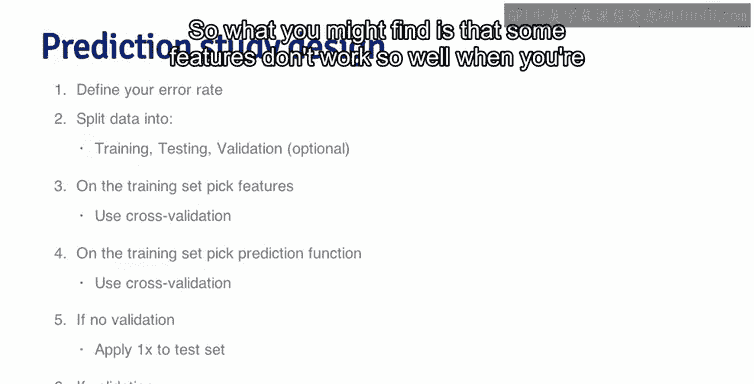 So what you might find is that some
features don't work so well when you're
Prediction study design
1. Define your error rate
2. Split data into:
· Training, Testing, Validation (optional)
3. On the training set pick features
· Use cross-validation
4. On the training set pick prediction function
· Use cross-validation
5. If no validation
· Apply 1x to test set